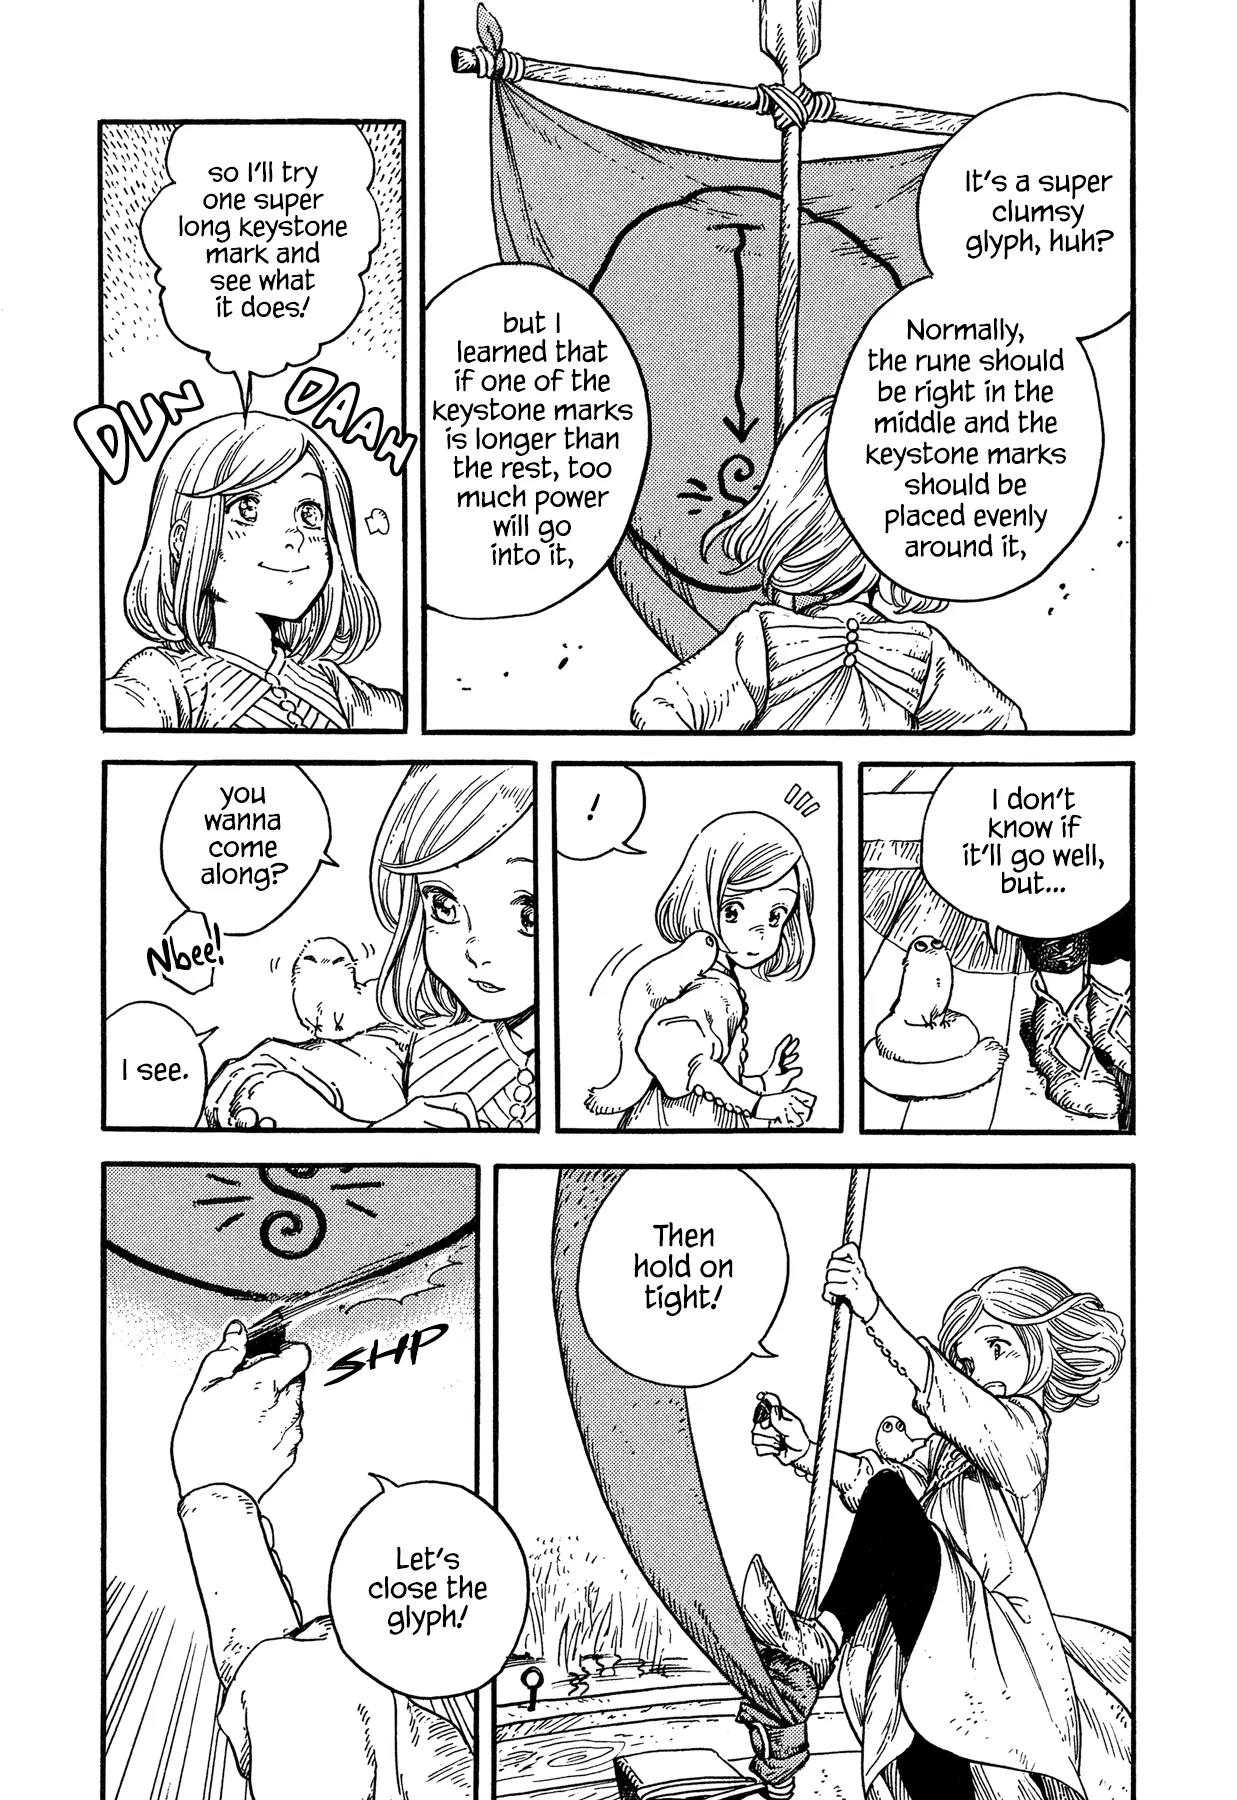 It's a super
clumsy
glyph, huh?
Normally,
the rune should
be right in the
middle and the
keystone marks
should be
placed evenly
around it,
but I
learned that
if one of the
keystone marks
is longer than
the rest, too
much power
will go
into it,
so I'll try
one super
long keystone
mark and
see what
it does!
DUN
DAAAH
I don't
know if
it'll go well,
but...
!
you
wanna
come
along?
Nbee!
I see.
Then
hold on
tight!
SHP
Let's
close the
glyph!